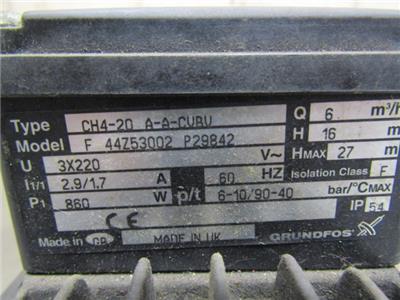 Type CH4-20 A-A-CVBV Q 6 m³/h
Model F 44Z53002 P29842 H 16 m
U 3X220 V~ HMAX 27 m
I1/1 2.9/1.7 A 60 HZ Isolation Class F
P1 860 W p/t 6-10/90-40 bar/°CMAX
CE IP 54
Made in GB MADE IN UK GRUNDFOS